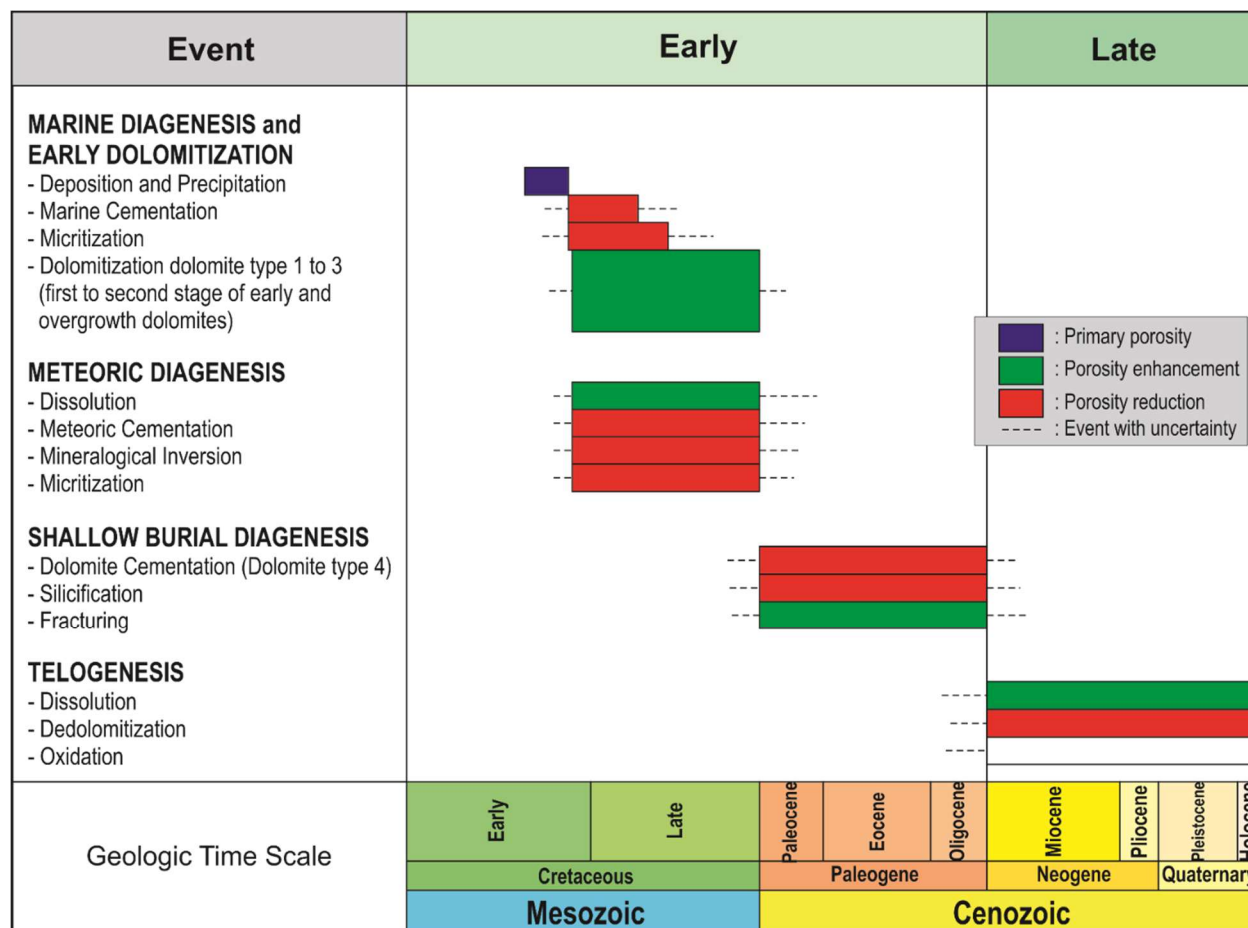 Event
Early
Late
MARINE DIAGENESIS and
EARLY DOLOMITIZATION
- Deposition and Precipitation
- Marine Cementation
- Micritization
- Dolomitization dolomite type 1 to 3
(first to second stage of early and
overgrowth dolomites)
: Primary porosity
: Porosity enhancement
: Porosity reduction
: Event with uncertainty
METEORIC DIAGENESIS
- Dissolution
- Meteoric Cementation
- Mineralogical Inversion
- Micritization
SHALLOW BURIAL DIAGENESIS
- Dolomite Cementation (Dolomite type 4)
- Silicification
- Fracturing
TELOGENESIS
- Dissolution
- Dedolomitization
- Oxidation
Geologic Time Scale
Early
Late
Paleocene
Eocene
Oligocene
Miocene
Pliocene
Pleistocene
Holocene
Cretaceous
Paleogene
Neogene
Quaternary
Mesozoic
Cenozoic